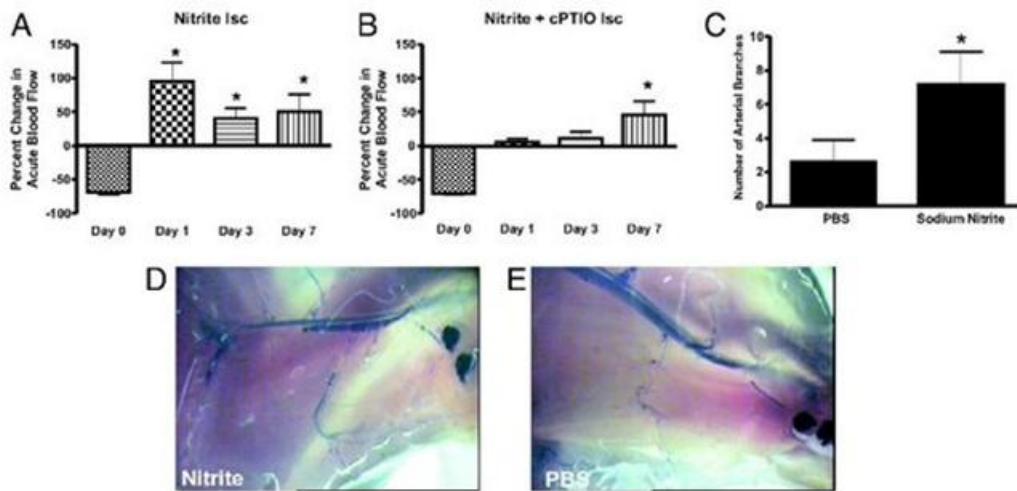 A
Nitrite Isc
Percent Change in
Acute Blood Flow
150
100
50
0
-50
-100
Day 0 Day 1 Day 3 Day 7
* * *
B
Nitrite + cPTIO Isc
Percent Change in
Acute Blood Flow
150
100
50
0
-50
-100
Day 0 Day 1 Day 3 Day 7
*
C
Number of Arterial Branches
10
8
6
4
2
0
PBS Sodium Nitrite
*
D
Nitrite
E
PBS